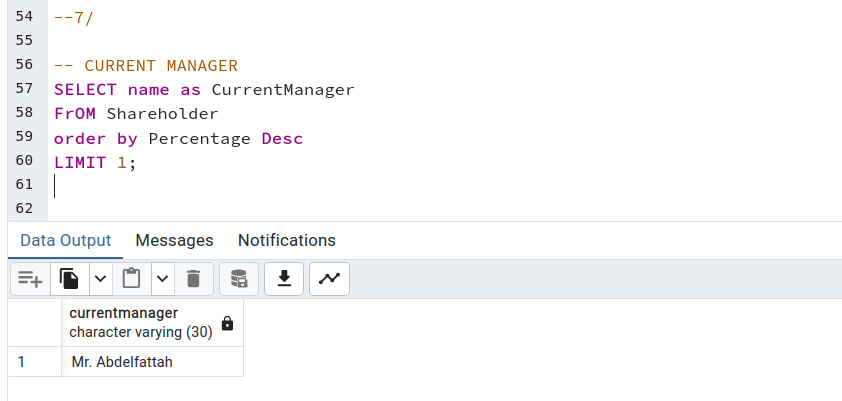 54 --7/
55
56 -- CURRENT MANAGER
57 SELECT name as CurrentManager
58 FrOM Shareholder
59 order by Percentage Desc
60 LIMIT 1;
61
62
Data Output Messages Notifications
currentmanager
character varying (30)
1 Mr. Abdelfattah